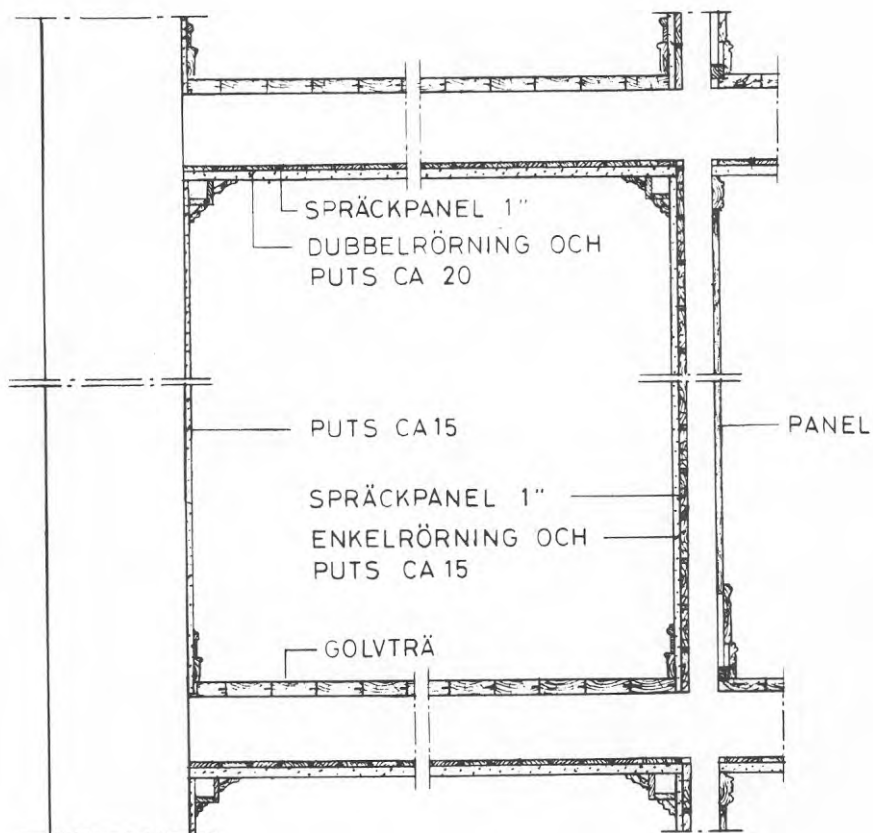 SPRÄCKPANEL 1"
DUBBELRÖRNING OCH
PUTS CA 20
PUTS CA 15
PANEL
SPRÄCKPANEL 1"
ENKELRÖRNING OCH
PUTS CA 15
GOLVTRÄ